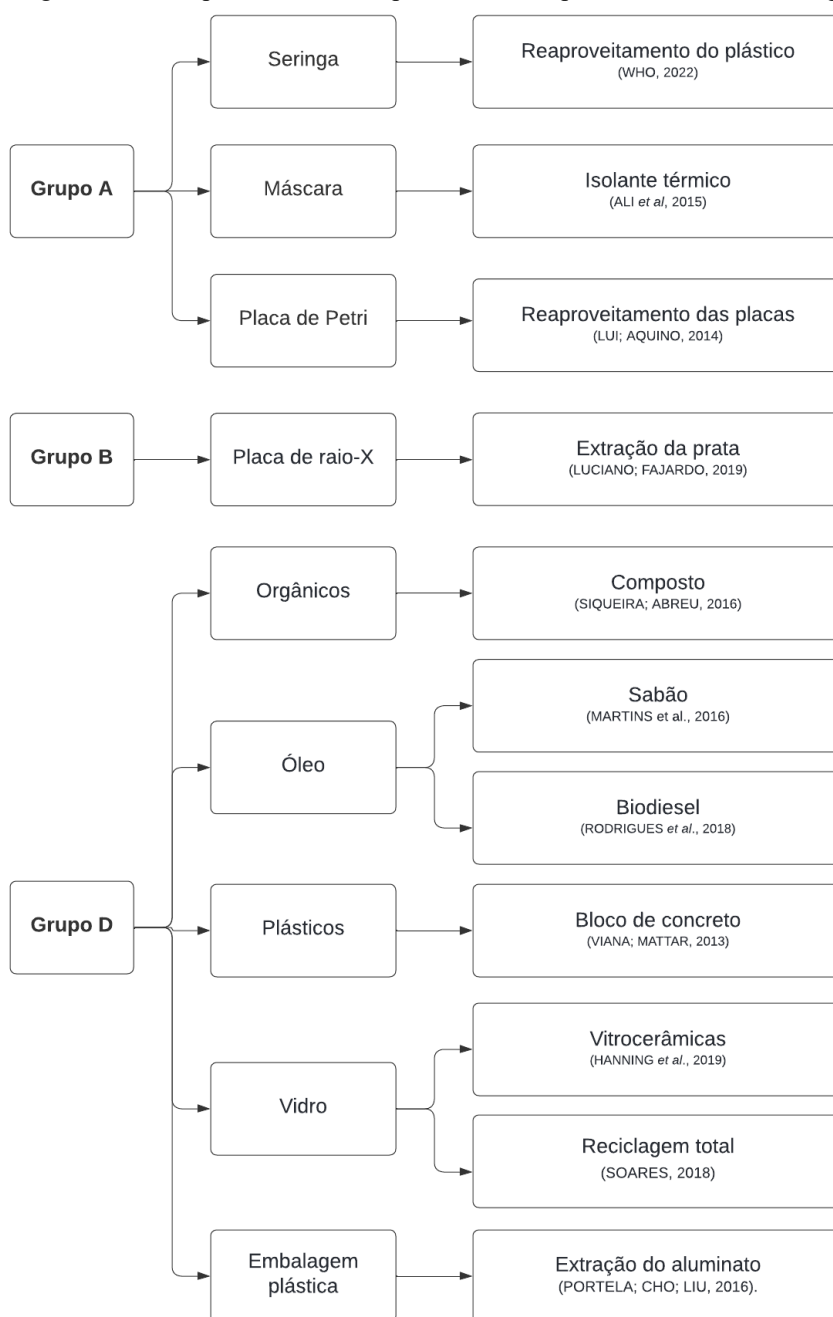 Grupo A
Seringa
Reaproveitamento do plástico
(WHO, 2022)
Máscara
Isolante térmico
(ALI et al, 2015)
Placa de Petri
Reaproveitamento das placas
(LUI; AQUINO, 2014)
Grupo B
Placa de raio-X
Extração da prata
(LUCIANO; FAJARDO, 2019)
Grupo D
Orgânicos
Composto
(SIQUEIRA; ABREU, 2016)
Óleo
Sabão
(MARTINS et al., 2016)
Biodiesel
(RODRIGUES et al., 2018)
Plásticos
Bloco de concreto
(VIANA; MATTAR, 2013)
Vidro
Vitrocerâmicas
(HANNING et al., 2019)
Reciclagem total
(SOARES, 2018)
Embalagem
plástica
Extração do aluminato
(PORTELA; CHO; LIU, 2016).